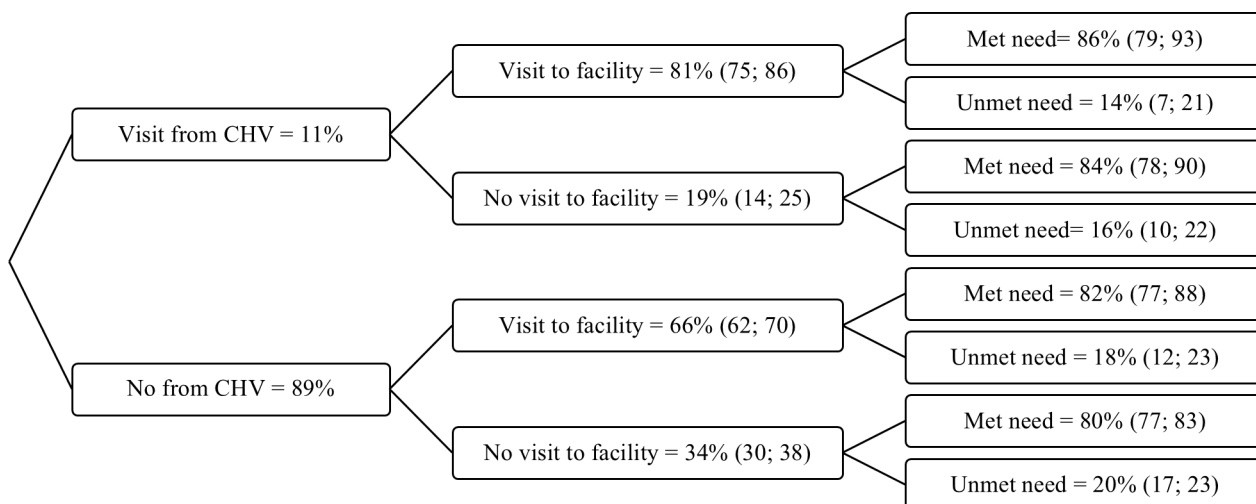 Visit from CHV = 11%
Visit to facility = 81% (75; 86)
Met need= 86% (79; 93)
Unmet need = 14% (7; 21)
No visit to facility = 19% (14; 25)
Met need = 84% (78; 90)
Unmet need= 16% (10; 22)
No from CHV = 89%
Visit to facility = 66% (62; 70)
Met need = 82% (77; 88)
Unmet need = 18% (12; 23)
No visit to facility = 34% (30; 38)
Met need = 80% (77; 83)
Unmet need = 20% (17; 23)